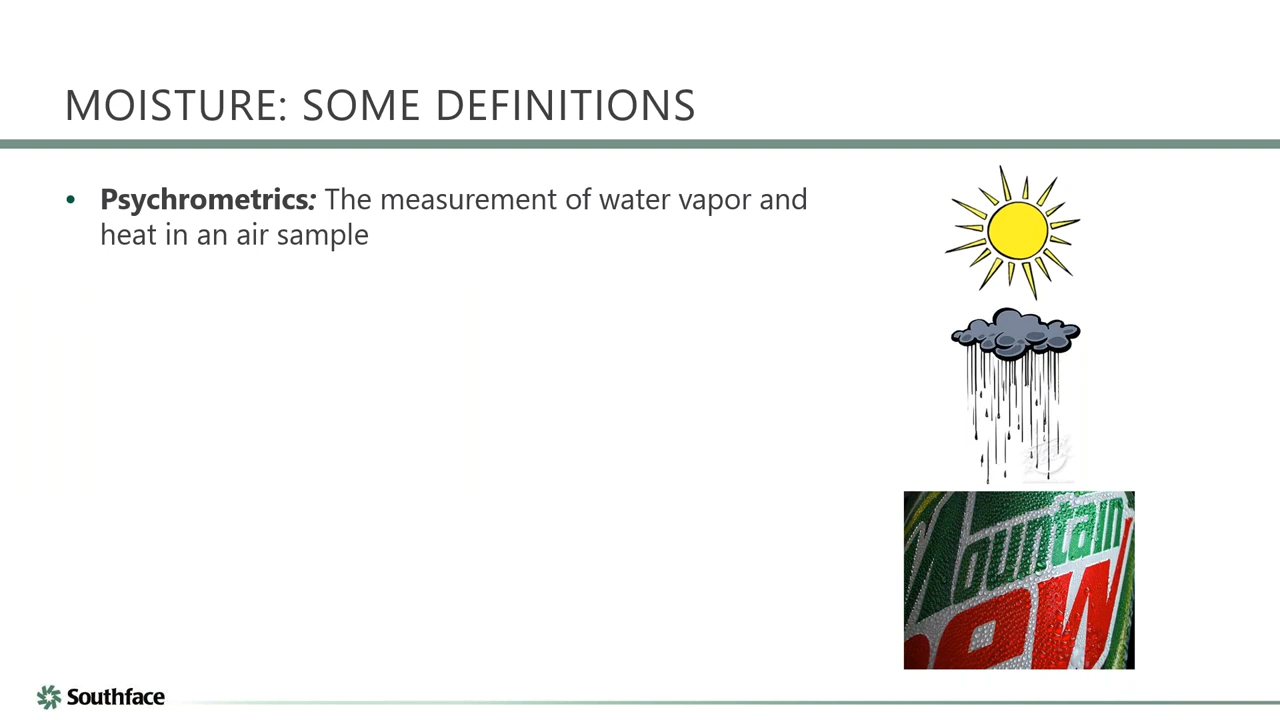 MOISTURE: SOME DEFINITIONS
• Psychrometrics: The measurement of water vapor and
heat in an air sample
Mountain
Dew
Southface